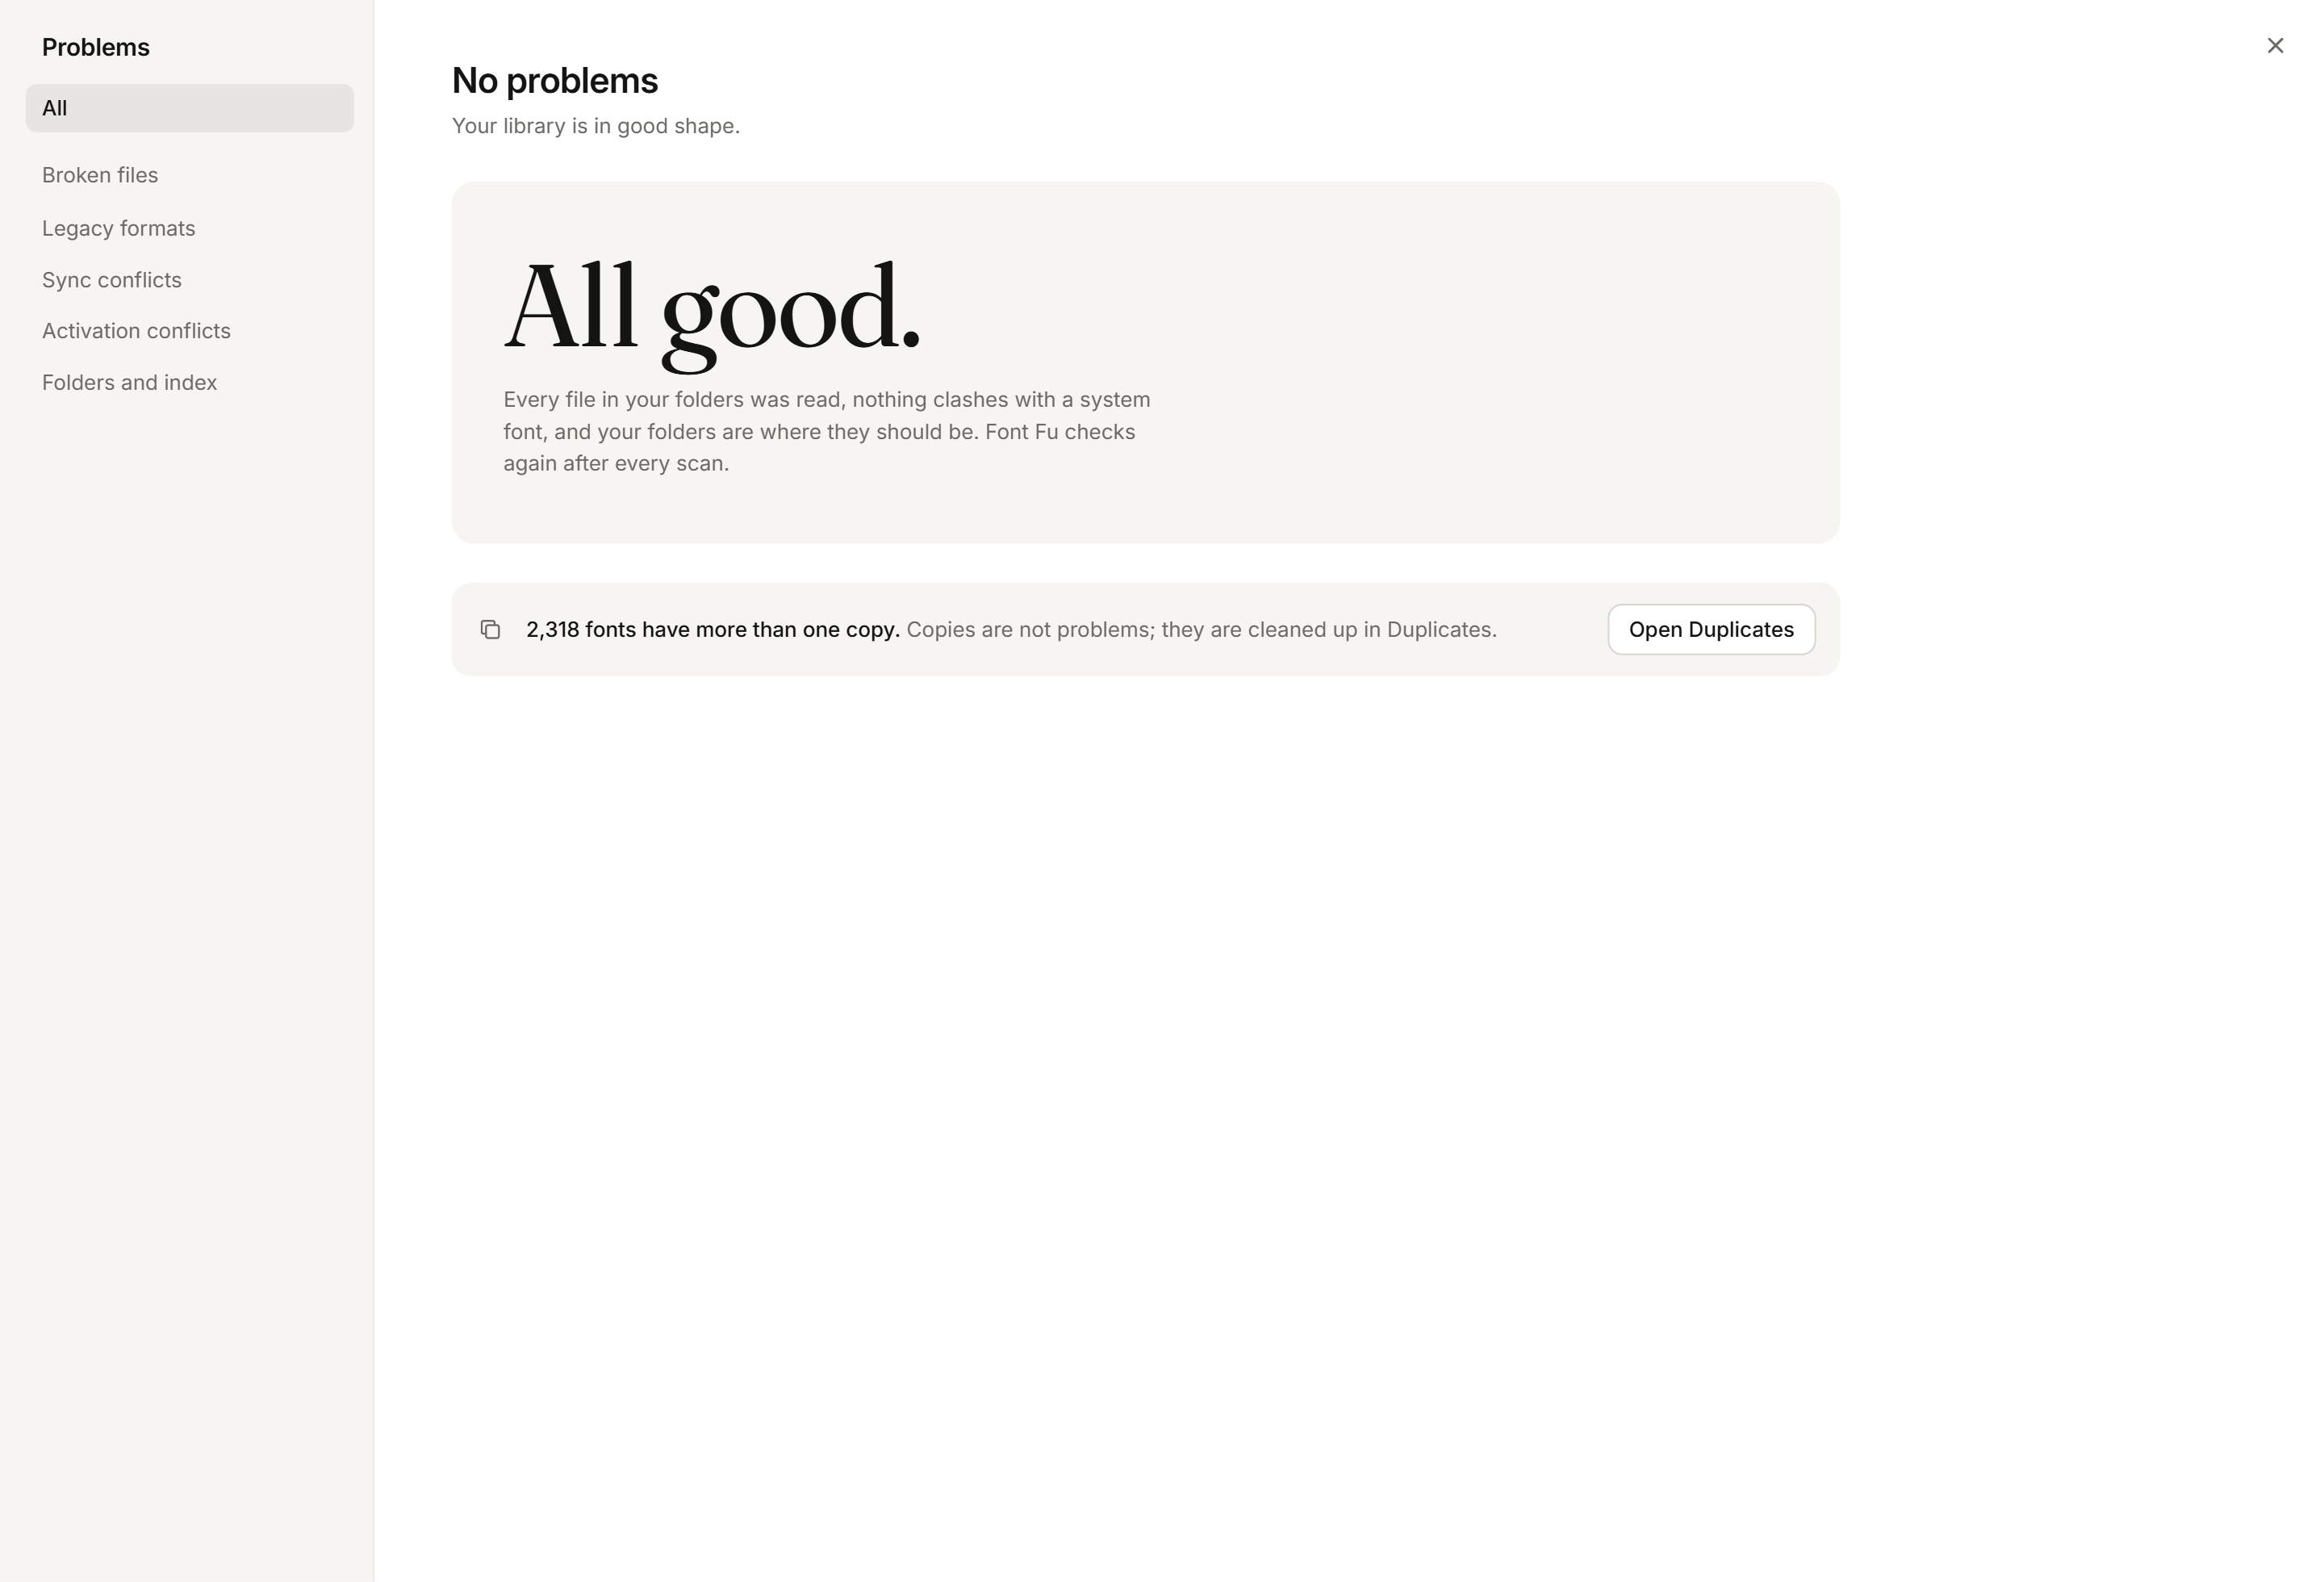 Problems
All
Broken files
Legacy formats
Sync conflicts
Activation conflicts
Folders and index
No problems
Your library is in good shape.
All good.
Every file in your folders was read, nothing clashes with a system
font, and your folders are where they should be. Font Fu checks
again after every scan.
2,318 fonts have more than one copy. Copies are not problems; they are cleaned up in Duplicates.
Open Duplicates